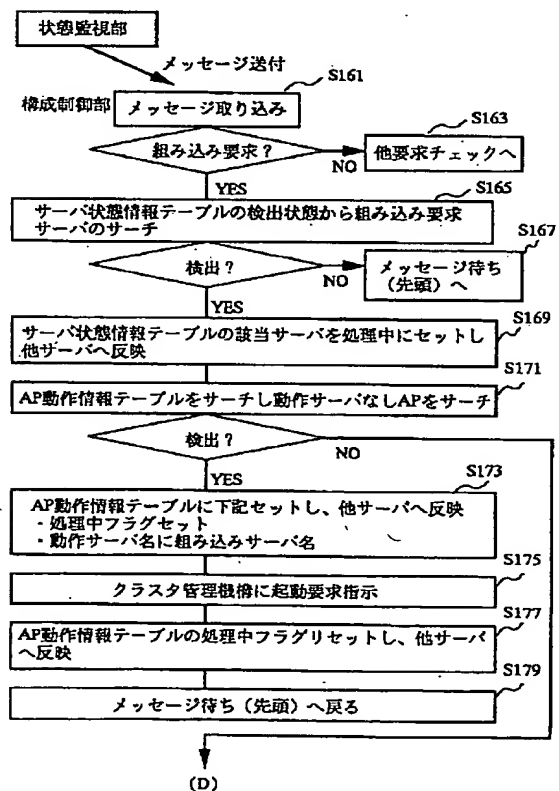 状態監視部
メッセージ送付
S161
構成制御部
メッセージ取り込み
S163
組み込み要求？
NO
他要求チェックへ
YES
S165
サーバ状態情報テーブルの検出状態から組み込み要求
サーバのサーチ
S167
検出？
NO
メッセージ待ち
（先頭）へ
YES
S169
サーバ状態情報テーブルの該当サーバを処理中にセットし
他サーバへ反映
S171
AP動作情報テーブルをサーチし動作サーバなしAPをサーチ
検出？
NO
YES
S173
AP動作情報テーブルに下記セットし、他サーバへ反映
・処理中フラグセット
・動作サーバ名に組み込みサーバ名
S175
クラスタ管理機構に起動要求指示
S177
AP動作情報テーブルの処理中フラグリセットし、他サーバ
へ反映
S179
メッセージ待ち（先頭）へ戻る
(D)